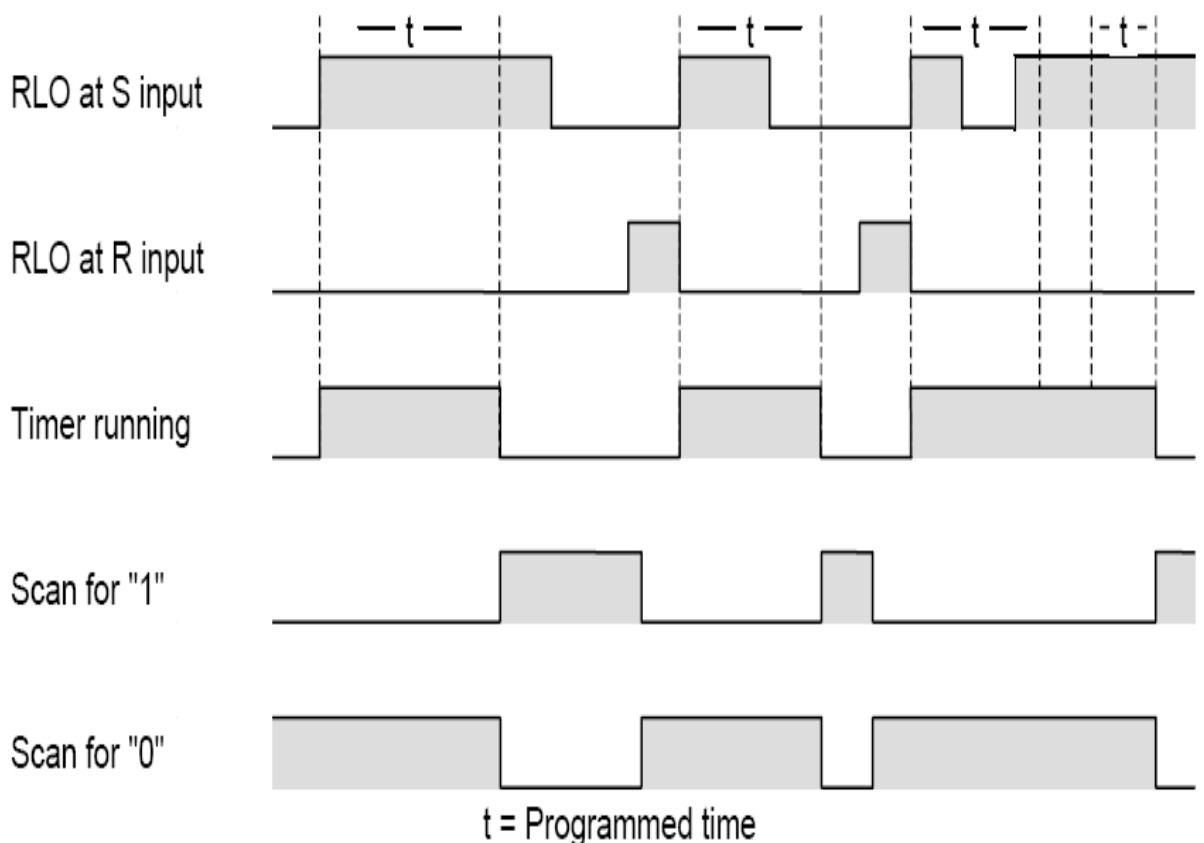 t t t t
RLO at S input
RLO at R input
Timer running
Scan for "1"
Scan for "0"
t = Programmed time